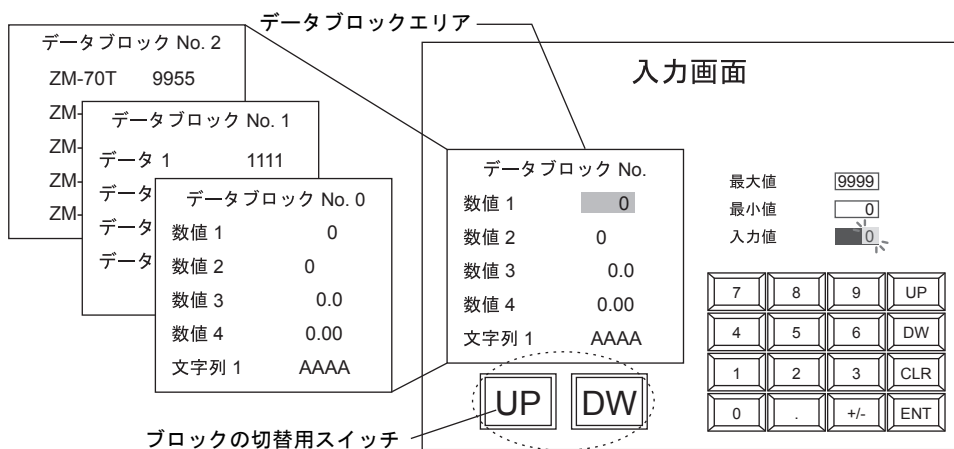 データブロックエリア
データブロック No. 2
ZM-70T 9955
ZM-
ZM-
ZM-
ZM-
データブロック No. 1
データ 1 1111
データ
データ
データ
データブロック No. 0
数値 1 0
数値 2 0
数値 3 0.0
数値 4 0.00
文字列 1 AAAA
入力画面
データブロック No.
数値 1 0
数値 2 0
数値 3 0.0
数値 4 0.00
文字列 1 AAAA
UP DW
ブロックの切替用スイッチ
最大値 9999
最小値 0
入力値 0
7 8 9 UP
4 5 6 DW
1 2 3 CLR
0 . +/- ENT